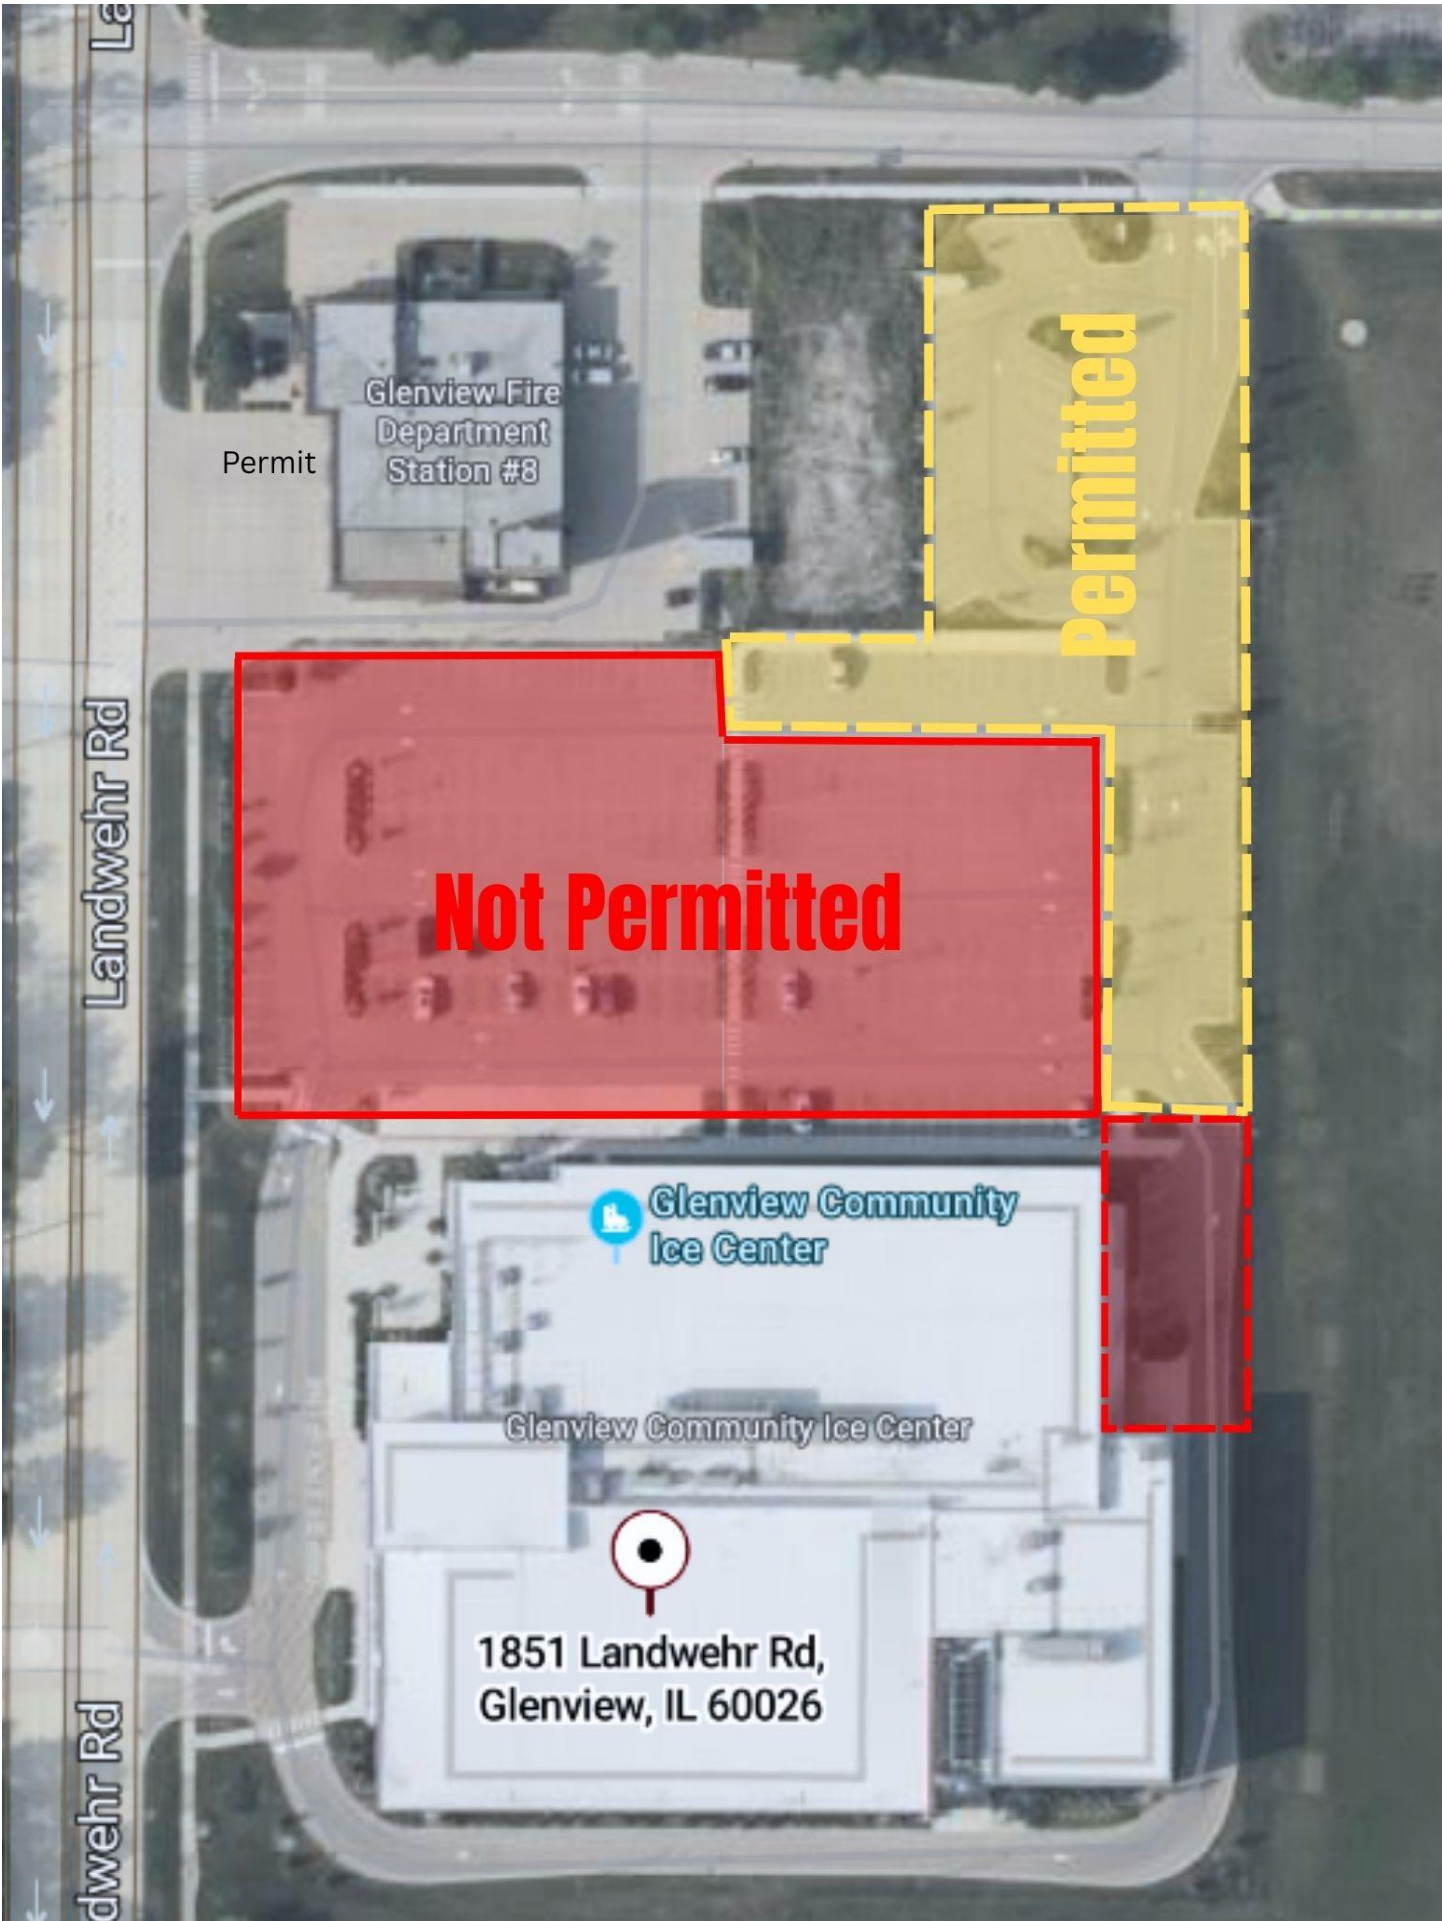 La
Glenview Fire
Department
Station #8
Permit
Permitted
Landwehr Rd
Not Permitted
Glenview Community
Ice Center
Glenview Community Ice Center
1851 Landwehr Rd,
Glenview, IL 60026
dwehr Rd